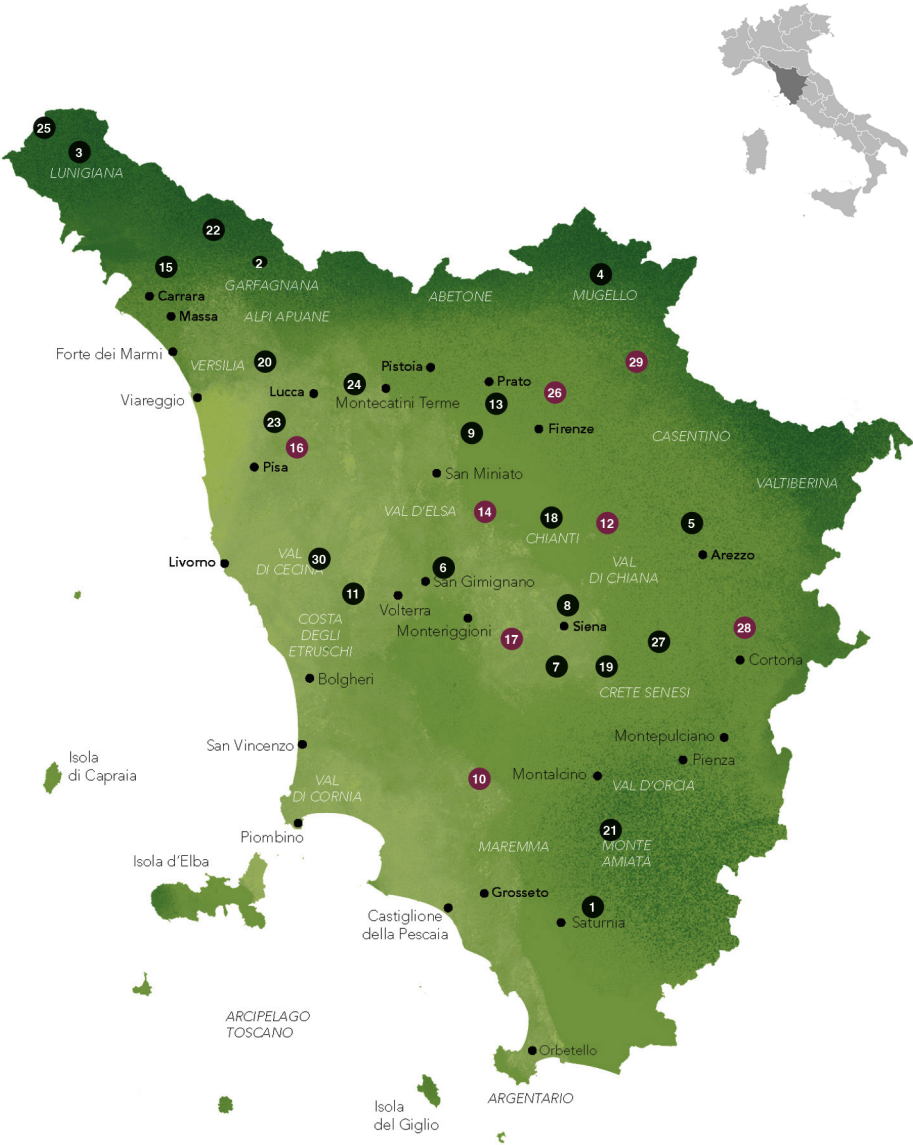 25
3
LUNIGIANA
22
2
15
GARFAGNANA
4
MUGELLO
ABETONE
Carrara
Massa
ALPI APUANE
Forte dei Marmi
VERSILIA
20
Pistoia
29
Lucca
24
Prato
26
Viareggio
Montecatini Terme
13
23
9
Firenze
16
CASENTINO
Pisa
San Miniato
VALTIBERINA
VAL D'ELSA
14
18
12
5
CHIANTI
Livorno
VAL
DI CECINA
30
6
VAL
DI CHIANA
Arezzo
San Gimignano
11
Volterra
8
COSTA
DEGLI
ETRUSCHI
Monteriggioni
Siena
28
17
27
7
19
Cortona
Bolgheri
CRETE SENESI
San Vincenzo
Montepulciano
Isola
di Capraia
Pienza
VAL
DI CORNIA
10
Montalcino
VAL D'ORCIA
Piombino
21
MONTE
AMIATA
MAREMMA
Isola d'Elba
Grosseto
1
Castiglione
della Pescaia
Saturnia
ARCIPELAGO
TOSCANO
Orbetello
ARGENTARIO
Isola
del Giglio